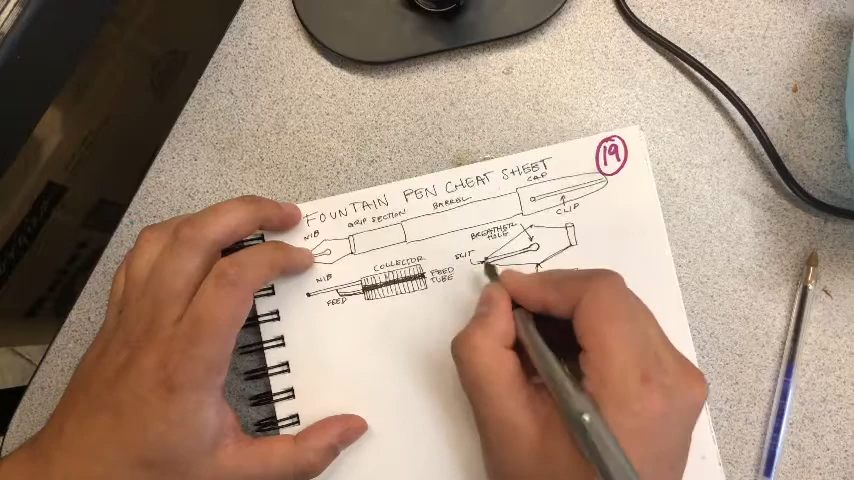 19
FOUNTAIN PEN CHEAT SHEET
NIB
GRIP SECTION
BARREL
CAP
CLIP
BREATHER
HOLE
SLIT
NIB
COLLECTOR
FEED
TUBE
FEED